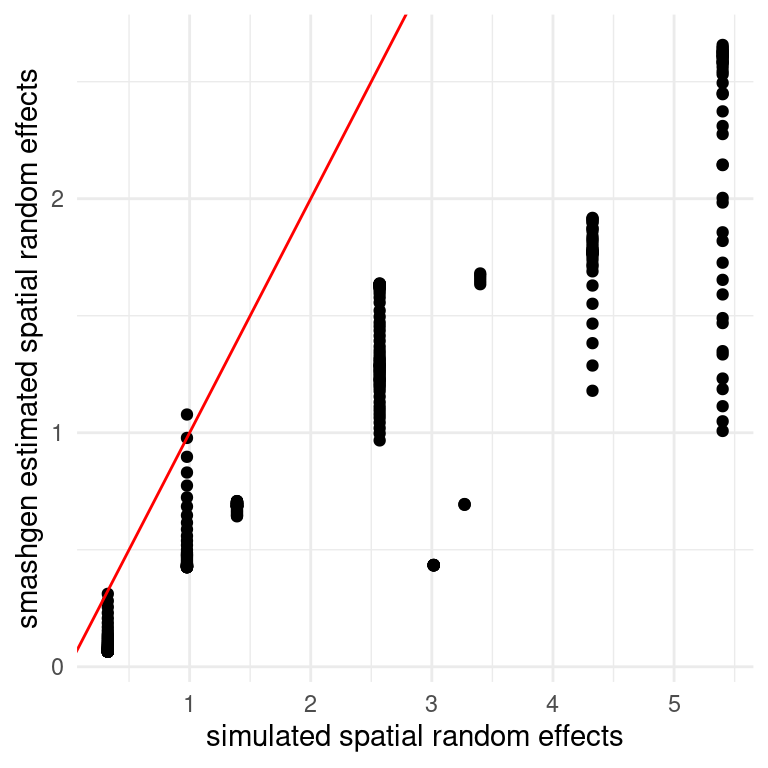 smashgen estimated spatial random effects
2
1
0
1 2 3 4 5
simulated spatial random effects